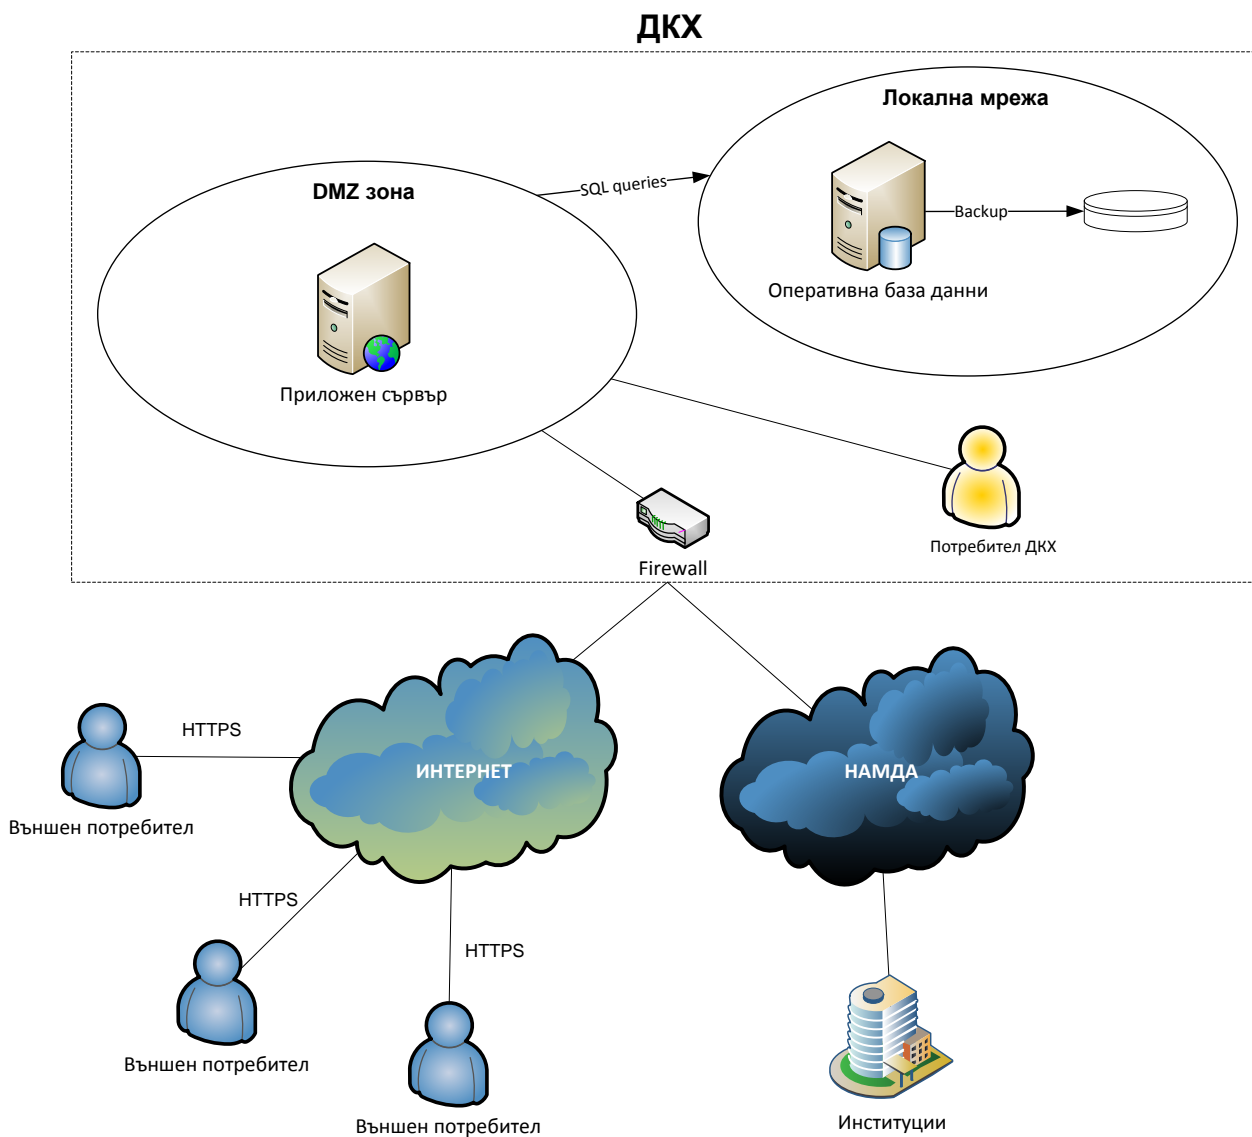 ДКХ
Локална мрежа
DMZ зона
SQL queries
Backup
Оперативна база данни
Приложен сървър
Потребител ДКХ
Firewall
HTTPS
ИНТЕРНЕТ
НАМДА
Външен потребител
HTTPS
HTTPS
Външен потребител
Външен потребител
Институции